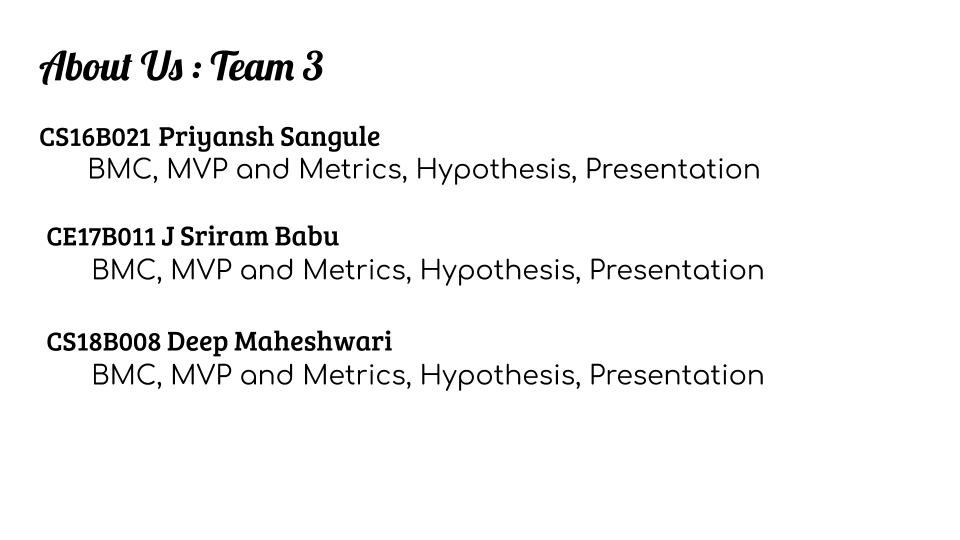 About Us : Team 3
CS16B021 Priyansh Sangule
BMC, MVP and Metrics, Hypothesis, Presentation
CE17B011 J Sriram Babu
BMC, MVP and Metrics, Hypothesis, Presentation
CS18B008 Deep Maheshwari
BMC, MVP and Metrics, Hypothesis, Presentation